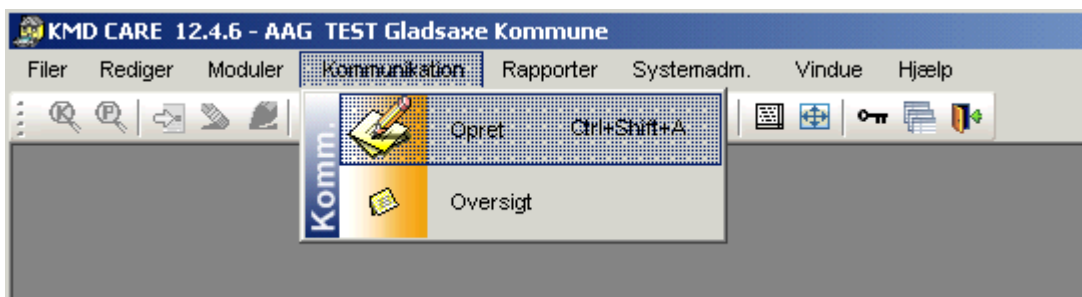 KMD CARE 12.4.6 - AAG TEST Gladsaxe Kommune
Filer Rediger Moduler Kommunikation Rapporter Systemadm. Vindue Hjælp
K P
Opret Ctrl+Shift+A
Oversigt
Komm.